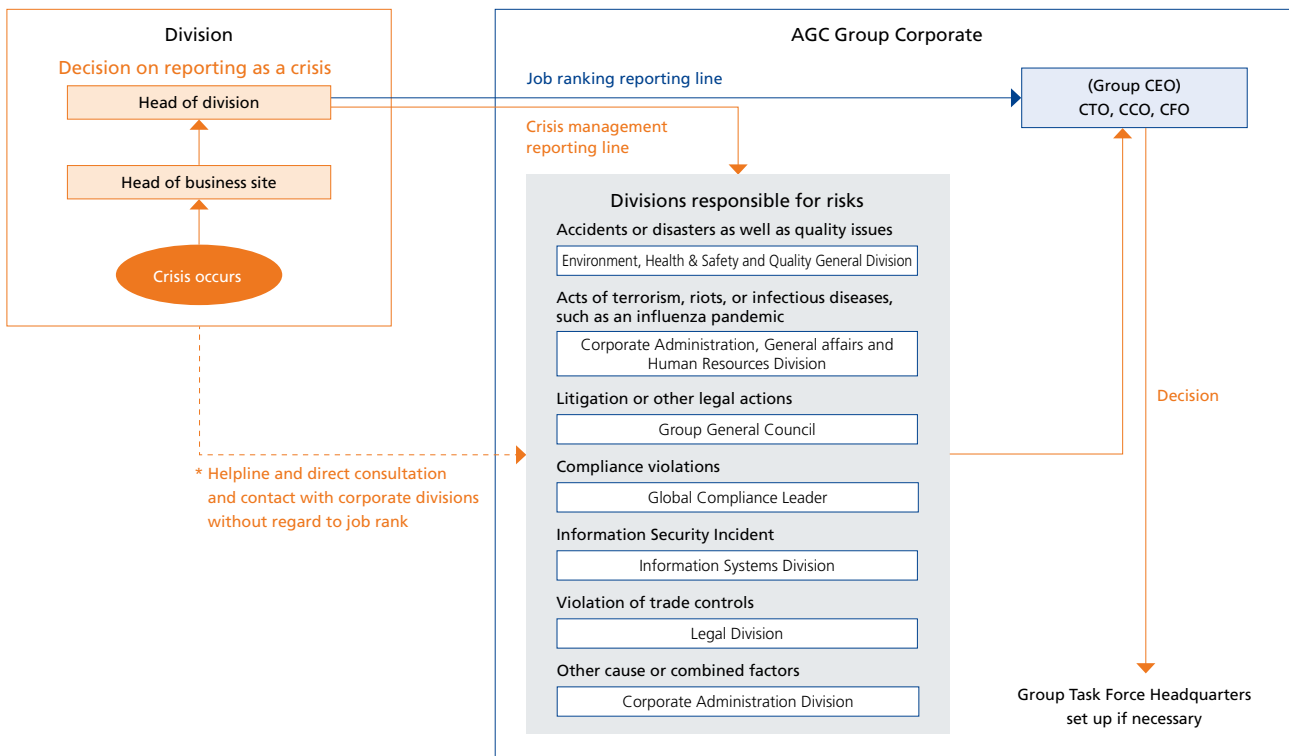 Division
Decision on reporting as a crisis
Head of division
Head of business site
Crisis occurs
* Helpline and direct consultation
and contact with corporate divisions
without regard to job rank
AGC Group Corporate
Job ranking reporting line
Crisis management
reporting line
(Group CEO)
CTO, CCO, CFO
Divisions responsible for risks
Accidents or disasters as well as quality issues
Environment, Health & Safety and Quality General Division
Acts of terrorism, riots, or infectious diseases,
such as an influenza pandemic
Corporate Administration, General affairs and
Human Resources Division
Litigation or other legal actions
Group General Council
Compliance violations
Global Compliance Leader
Information Security Incident
Information Systems Division
Violation of trade controls
Legal Division
Other cause or combined factors
Corporate Administration Division
Decision
Group Task Force Headquarters
set up if necessary